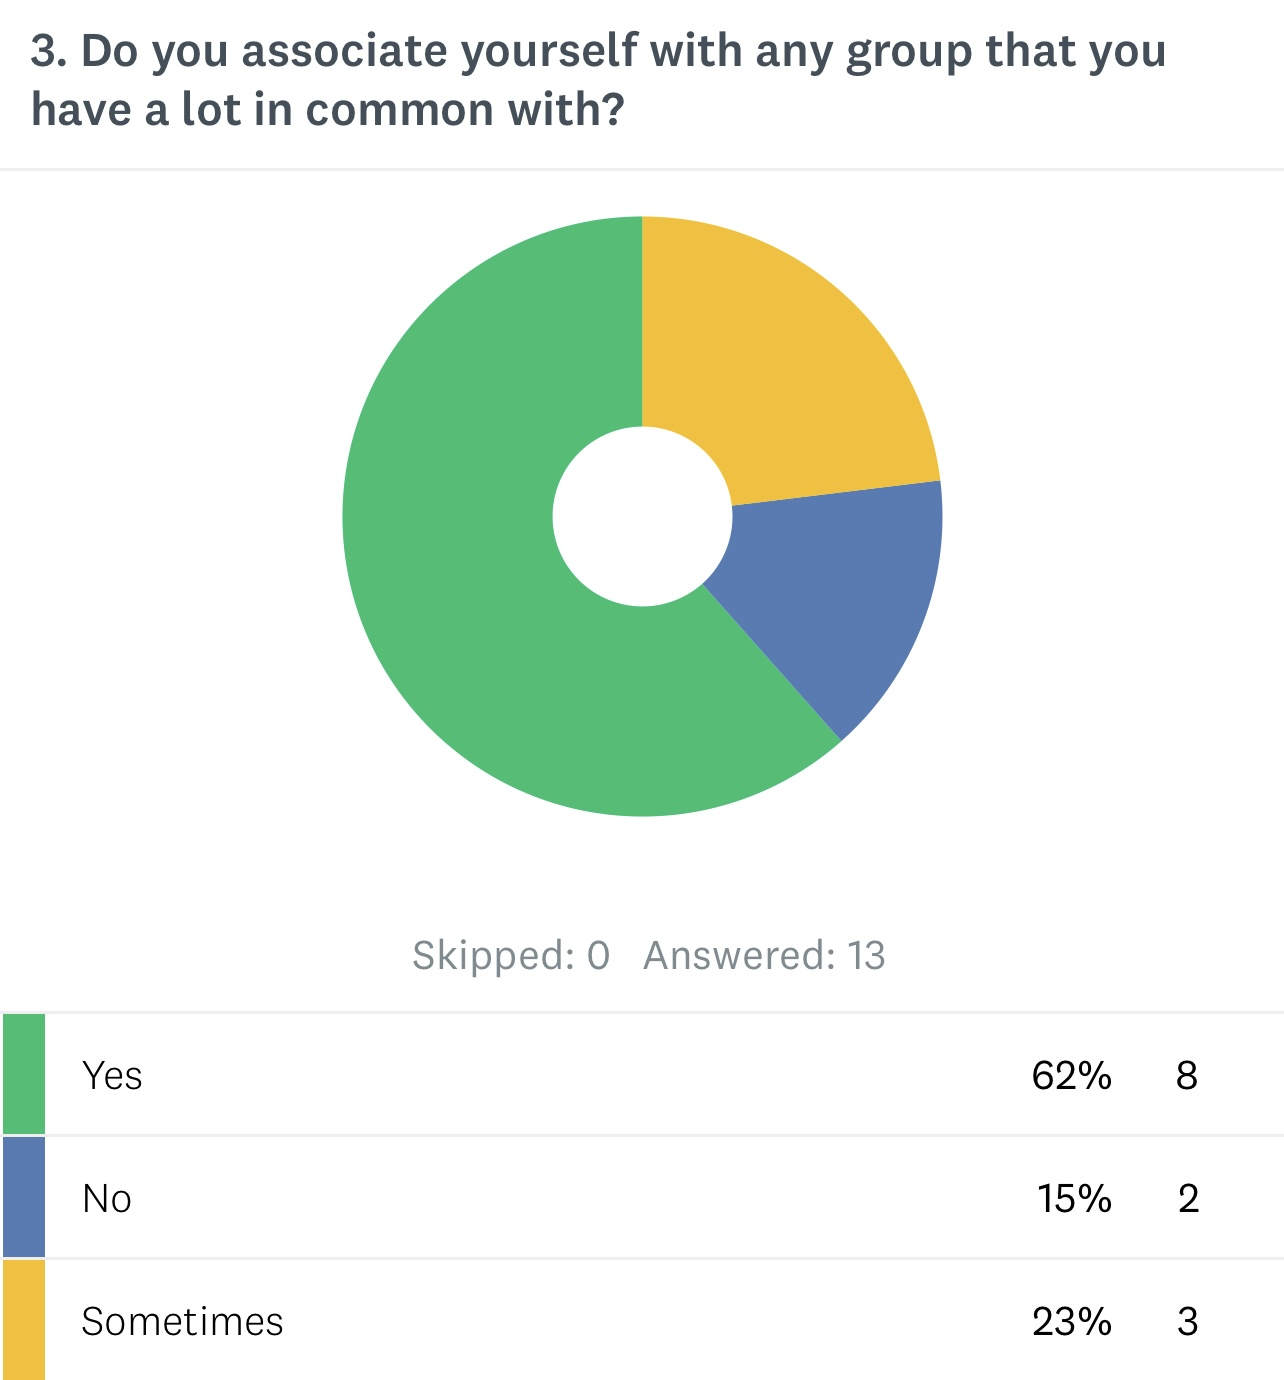 3. Do you associate yourself with any group that you
have a lot in common with?
Skipped: 0 Answered: 13
Yes 62% 8
No 15% 2
Sometimes 23% 3